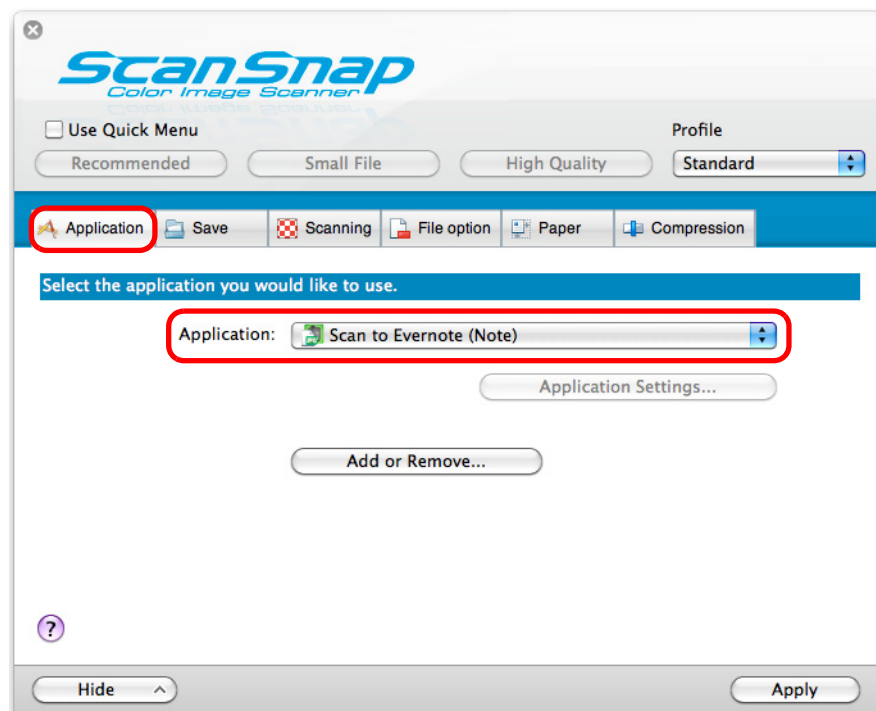 ScanSnap
Color Image Scanner
Use Quick Menu
Profile
Recommended Small File High Quality Standard
Application Save Scanning File option Paper Compression
Select the application you would like to use.
Application: Scan to Evernote (Note)
Application Settings...
Add or Remove...
?
Hide Apply